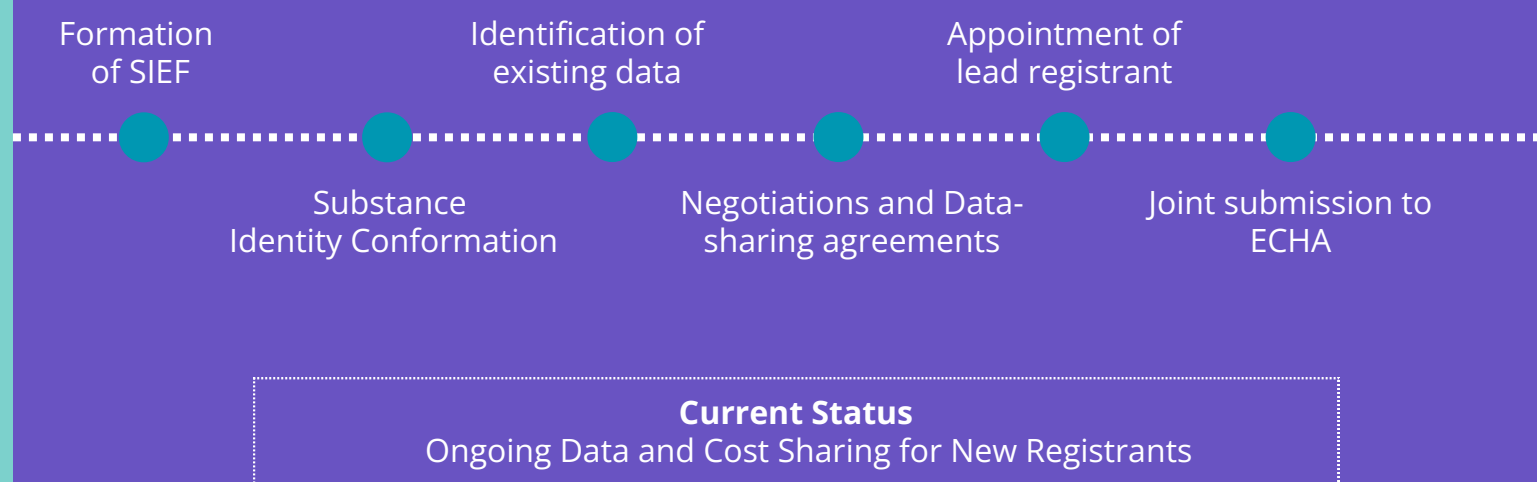 Formation
of SIEF
Substance
Identity Conformation
Identification of
existing data
Negotiations and Data-
sharing agreements
Appointment of
lead registrant
Joint submission to
ECHA
Current Status
Ongoing Data and Cost Sharing for New Registrants